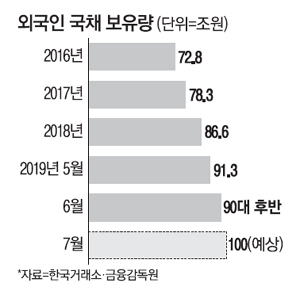 외국인 국채 보유량 (단위=조원)
2016년 72.8
2017년 78.3
2018년 86.6
2019년 5월 91.3
6월 90대 후반
7월 100(예상)
*자료=한국거래소·금융감독원